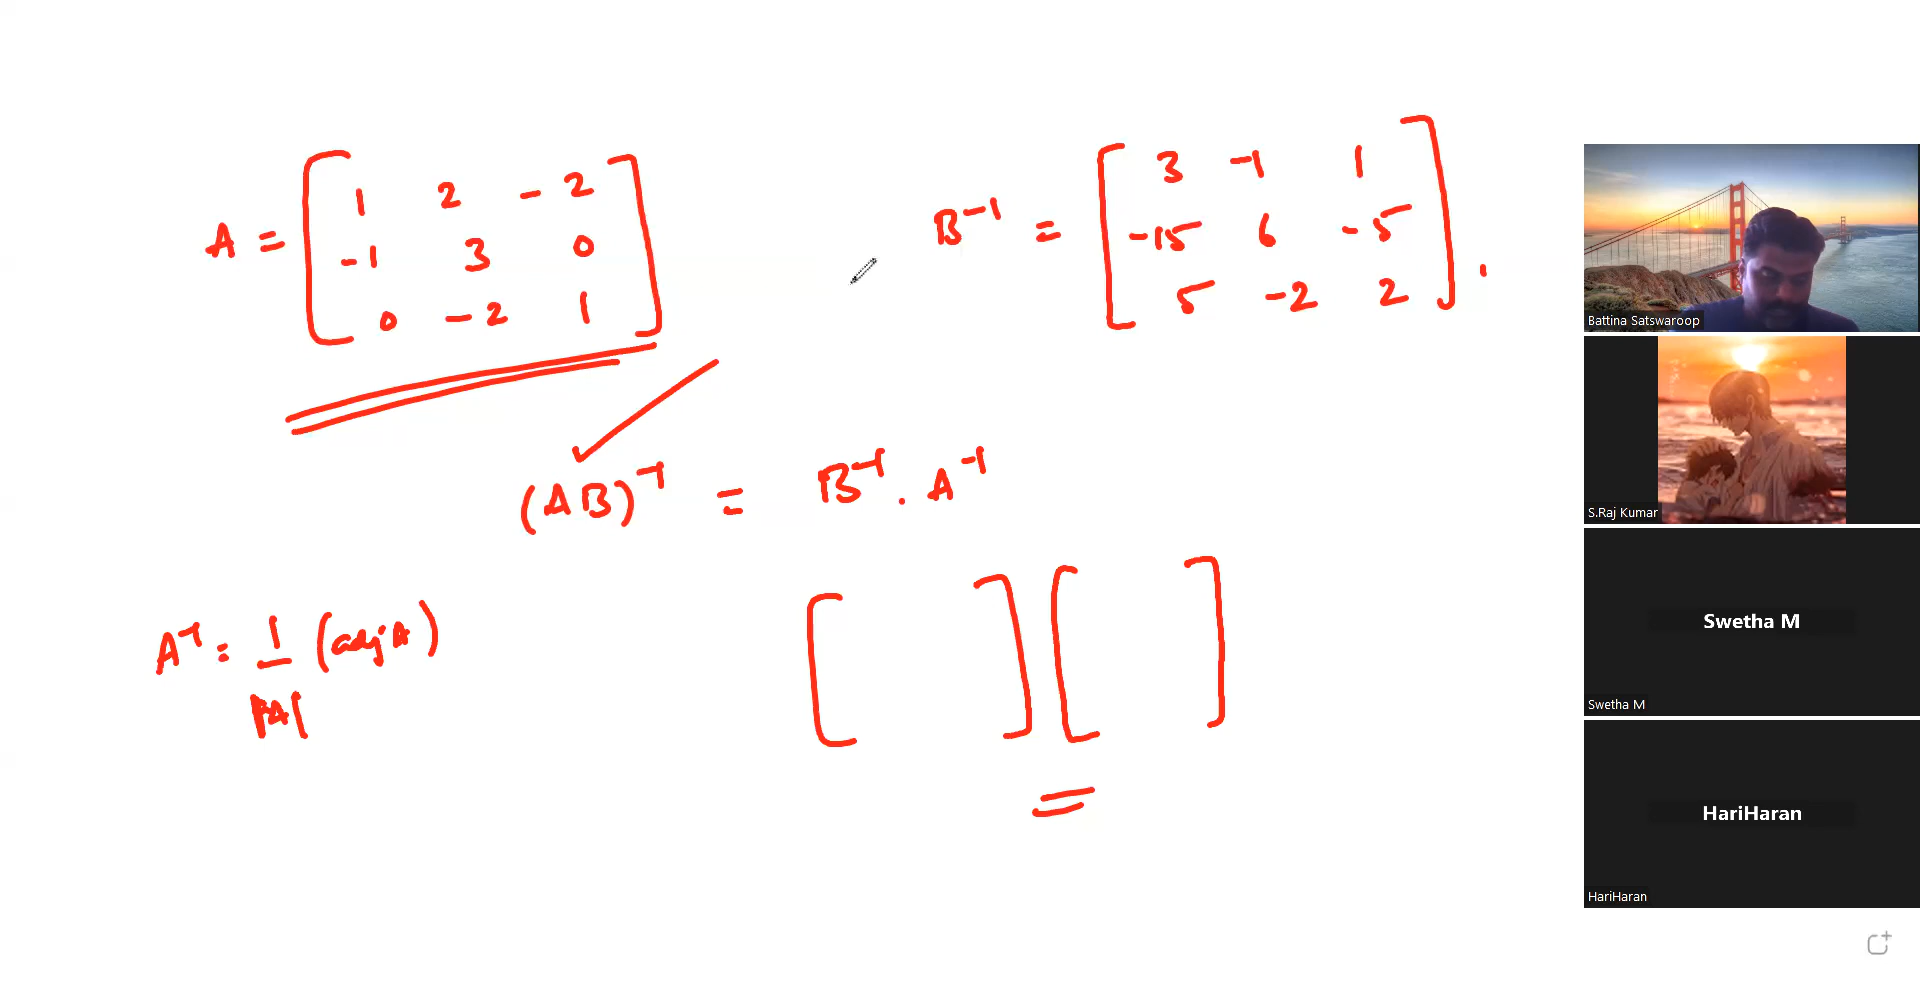 A = [ 1 2 -2
-1 3 0
0 -2 1 ]
B⁻¹ = [ 3 -1 1
-15 6 -5
5 -2 2 ] .
(AB)⁻¹ = B⁻¹ . A⁻¹
A⁻¹ = 1/|A| (adj A)
[ ] [ ]
Battina Satswaroop
S.Raj Kumar
Swetha M
Swetha M
HariHaran
HariHaran